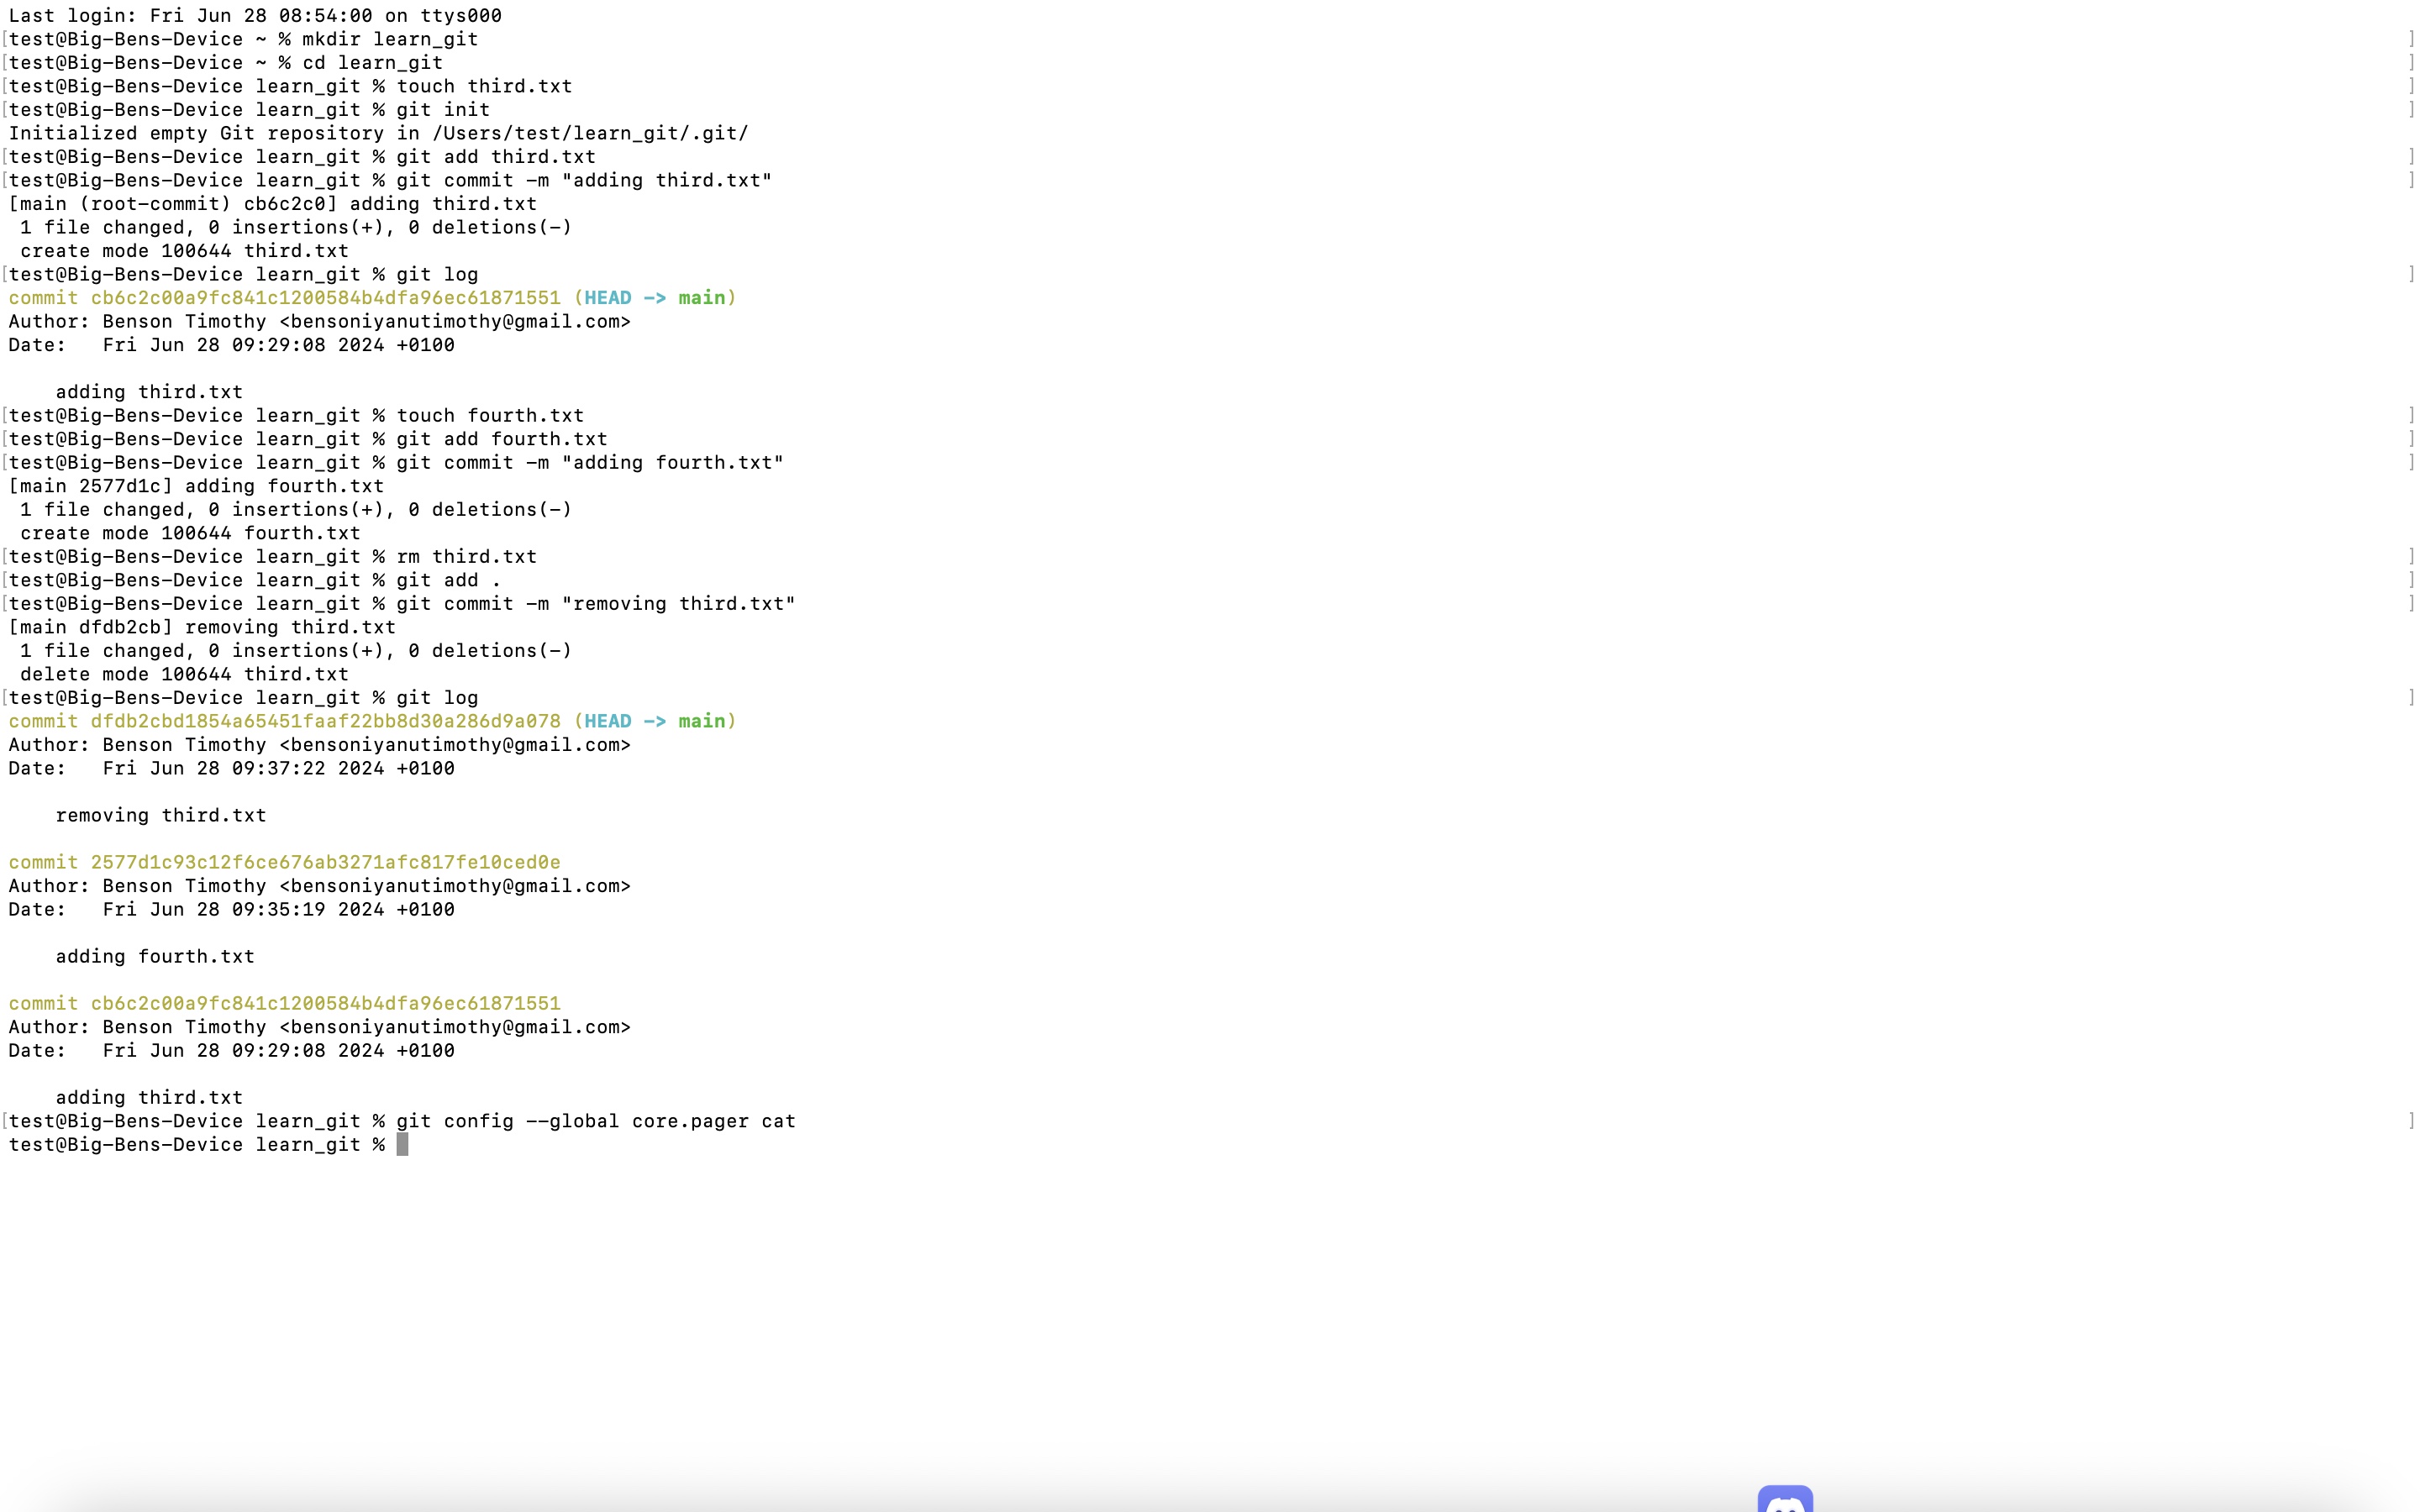 Last login: Fri Jun 28 08:54:00 on ttys000
[test@Big-Bens-Device ~ % mkdir learn_git ]
[test@Big-Bens-Device ~ % cd learn_git ]
[test@Big-Bens-Device learn_git % touch third.txt ]
[test@Big-Bens-Device learn_git % git init ]
Initialized empty Git repository in /Users/test/learn_git/.git/
[test@Big-Bens-Device learn_git % git add third.txt ]
[test@Big-Bens-Device learn_git % git commit -m "adding third.txt" ]
[main (root-commit) cb6c2c0] adding third.txt
 1 file changed, 0 insertions(+), 0 deletions(-)
 create mode 100644 third.txt
[test@Big-Bens-Device learn_git % git log ]
commit cb6c2c00a9fc841c1200584b4dfa96ec61871551 (HEAD -> main)
Author: Benson Timothy <bensoniyanutimothy@gmail.com>
Date:   Fri Jun 28 09:29:08 2024 +0100

    adding third.txt
[test@Big-Bens-Device learn_git % touch fourth.txt ]
[test@Big-Bens-Device learn_git % git add fourth.txt ]
[test@Big-Bens-Device learn_git % git commit -m "adding fourth.txt" ]
[main 2577d1c] adding fourth.txt
 1 file changed, 0 insertions(+), 0 deletions(-)
 create mode 100644 fourth.txt
[test@Big-Bens-Device learn_git % rm third.txt ]
[test@Big-Bens-Device learn_git % git add . ]
[test@Big-Bens-Device learn_git % git commit -m "removing third.txt" ]
[main dfdb2cb] removing third.txt
 1 file changed, 0 insertions(+), 0 deletions(-)
 delete mode 100644 third.txt
[test@Big-Bens-Device learn_git % git log ]
commit dfdb2cbd1854a65451faaf22bb8d30a286d9a078 (HEAD -> main)
Author: Benson Timothy <bensoniyanutimothy@gmail.com>
Date:   Fri Jun 28 09:37:22 2024 +0100

    removing third.txt

commit 2577d1c93c12f6ce676ab3271afc817fe10ced0e
Author: Benson Timothy <bensoniyanutimothy@gmail.com>
Date:   Fri Jun 28 09:35:19 2024 +0100

    adding fourth.txt

commit cb6c2c00a9fc841c1200584b4dfa96ec61871551
Author: Benson Timothy <bensoniyanutimothy@gmail.com>
Date:   Fri Jun 28 09:29:08 2024 +0100

    adding third.txt
[test@Big-Bens-Device learn_git % git config --global core.pager cat ]
test@Big-Bens-Device learn_git %